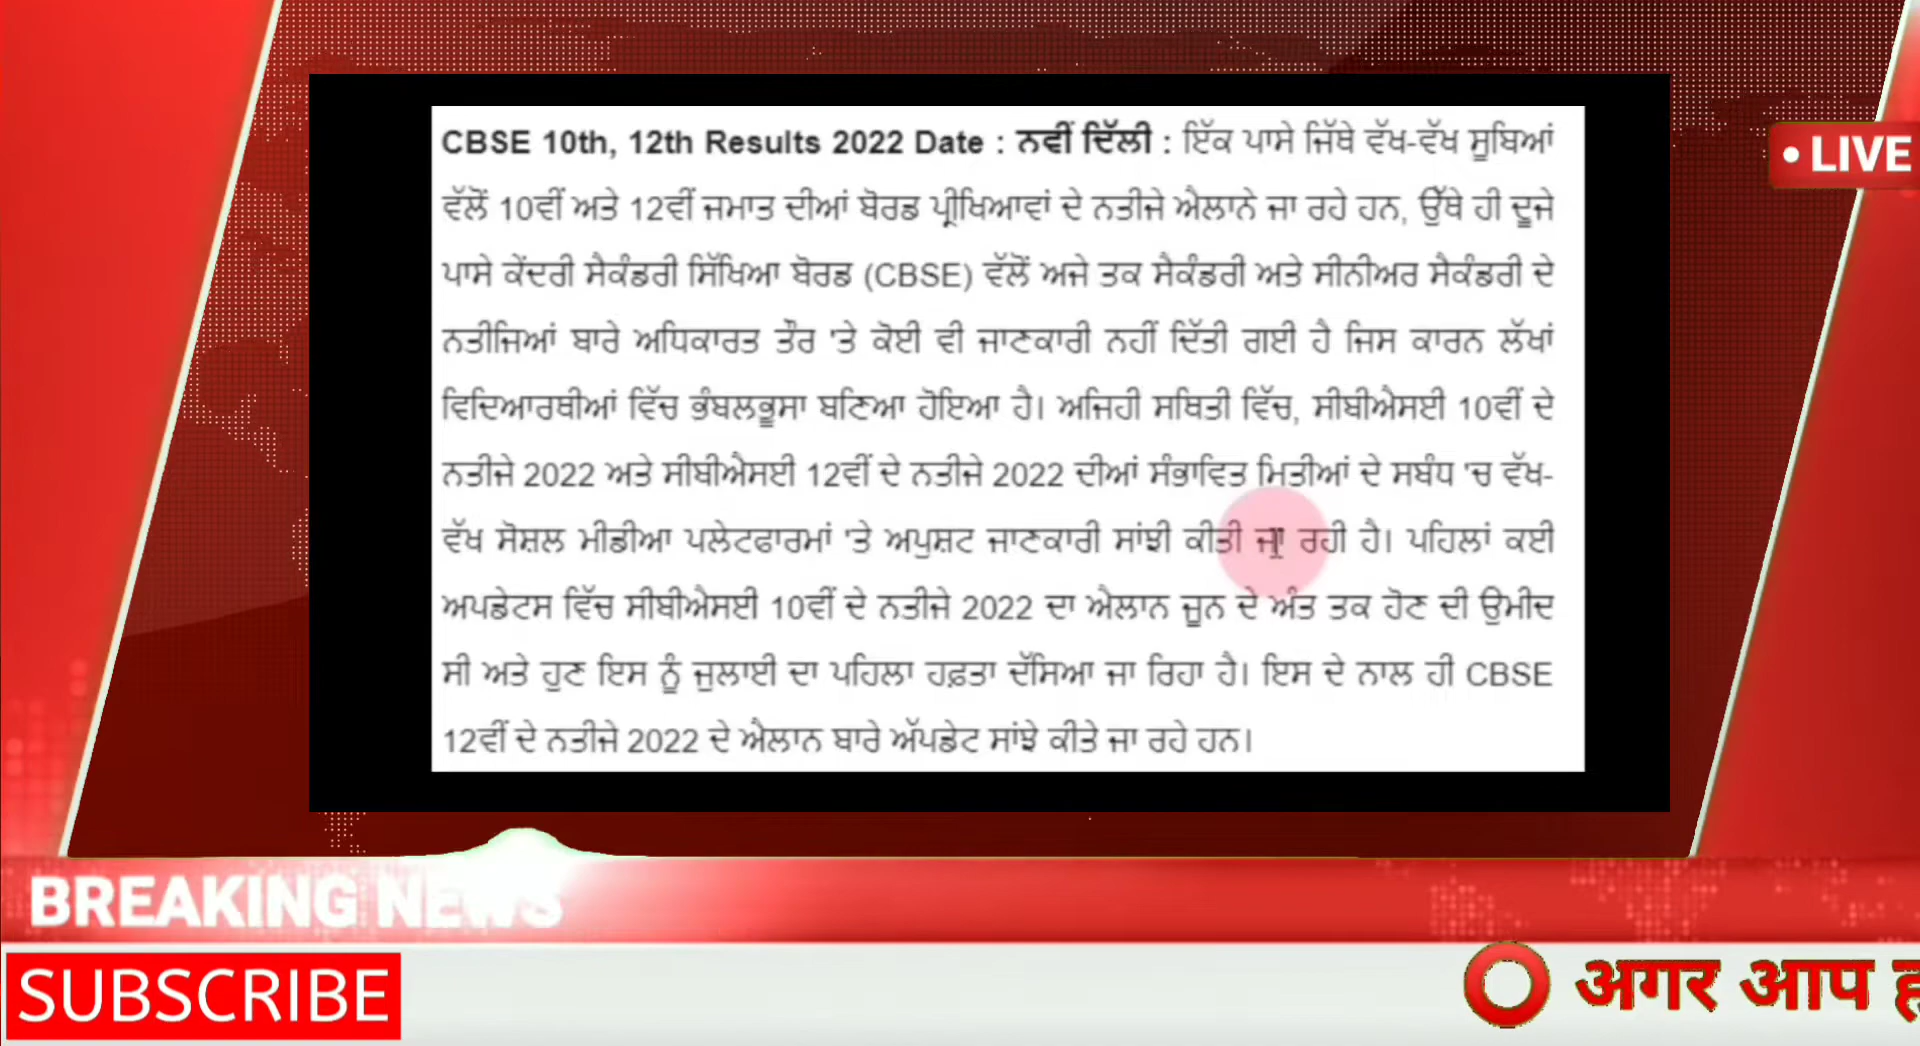 CBSE 10th, 12th Results 2022 Date : ਨਵੀਂ ਦਿੱਲੀ : ਇੱਕ ਪਾਸੇ ਜਿੱਥੇ ਵੱਖ-ਵੱਖ ਸੂਬਿਆਂ
• LIVE
ਵੱਲੋਂ 10ਵੀਂ ਅਤੇ 12ਵੀਂ ਜਮਾਤ ਦੀਆਂ ਬੋਰਡ ਪ੍ਰੀਖਿਆਵਾਂ ਦੇ ਨਤੀਜੇ ਐਲਾਨੇ ਜਾ ਰਹੇ ਹਨ, ਉੱਥੇ ਹੀ ਦੂਜੇ
ਪਾਸੇ ਕੇਂਦਰੀ ਸੈਕੰਡਰੀ ਸਿੱਖਿਆ ਬੋਰਡ (CBSE) ਵੱਲੋਂ ਅਜੇ ਤਕ ਸੈਕੰਡਰੀ ਅਤੇ ਸੀਨੀਅਰ ਸੈਕੰਡਰੀ ਦੇ
ਨਤੀਜਿਆਂ ਬਾਰੇ ਅਧਿਕਾਰਤ ਤੌਰ 'ਤੇ ਕੋਈ ਵੀ ਜਾਣਕਾਰੀ ਨਹੀਂ ਦਿੱਤੀ ਗਈ ਹੈ ਜਿਸ ਕਾਰਨ ਲੱਖਾਂ
ਵਿਦਿਆਰਥੀਆਂ ਵਿੱਚ ਭੰਬਲਭੂਸਾ ਬਣਿਆ ਹੋਇਆ ਹੈ। ਅਜਿਹੀ ਸਥਿਤੀ ਵਿੱਚ, ਸੀਬੀਐਸਈ 10ਵੀਂ ਦੇ
ਨਤੀਜੇ 2022 ਅਤੇ ਸੀਬੀਐਸਈ 12ਵੀਂ ਦੇ ਨਤੀਜੇ 2022 ਦੀਆਂ ਸੰਭਾਵਿਤ ਮਿਤੀਆਂ ਦੇ ਸਬੰਧ 'ਚ ਵੱਖ-
ਵੱਖ ਸੋਸ਼ਲ ਮੀਡੀਆ ਪਲੇਟਫਾਰਮਾਂ 'ਤੇ ਅਪੁਸ਼ਟ ਜਾਣਕਾਰੀ ਸਾਂਝੀ ਕੀਤੀ ਜਾ ਰਹੀ ਹੈ। ਪਹਿਲਾਂ ਕਈ
ਅਪਡੇਟਸ ਵਿੱਚ ਸੀਬੀਐਸਈ 10ਵੀਂ ਦੇ ਨਤੀਜੇ 2022 ਦਾ ਐਲਾਨ ਜੂਨ ਦੇ ਅੰਤ ਤਕ ਹੋਣ ਦੀ ਉਮੀਦ
ਸੀ ਅਤੇ ਹੁਣ ਇਸ ਨੂੰ ਜੁਲਾਈ ਦਾ ਪਹਿਲਾ ਹਫ਼ਤਾ ਦੱਸਿਆ ਜਾ ਰਿਹਾ ਹੈ। ਇਸ ਦੇ ਨਾਲ ਹੀ CBSE
12ਵੀਂ ਦੇ ਨਤੀਜੇ 2022 ਦੇ ਐਲਾਨ ਬਾਰੇ ਅੱਪਡੇਟ ਸਾਂਝੇ ਕੀਤੇ ਜਾ ਰਹੇ ਹਨ।
BREAKING NEWS
SUBSCRIBE
अगर आप